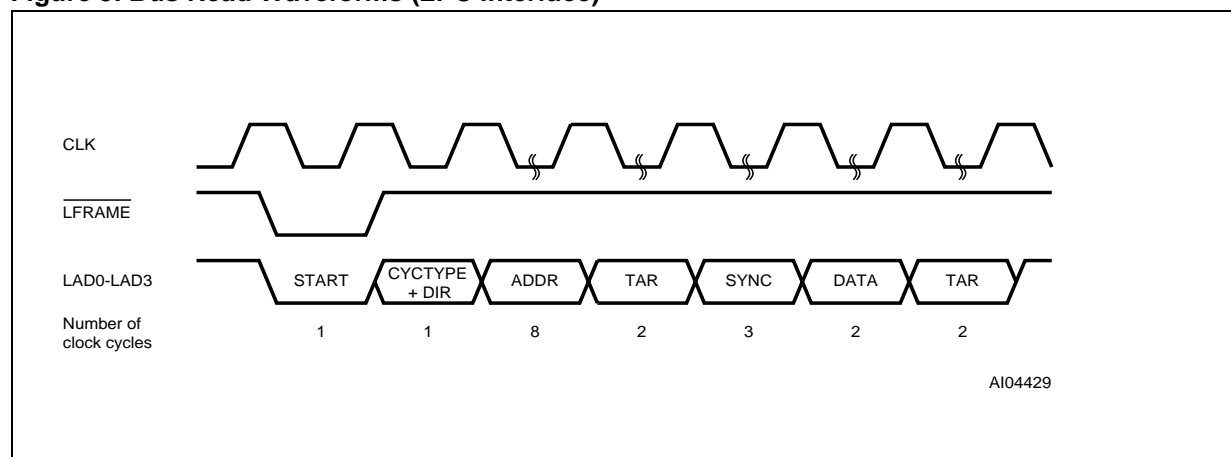 Figure 5. Bus Read Waveforms (LPC Interface)
CLK
LFRAME
LAD0-LAD3
START
CYCTYPE
+ DIR
ADDR
TAR
SYNC
DATA
TAR
Number of
clock cycles
1
1
8
2
3
2
2
AI04429